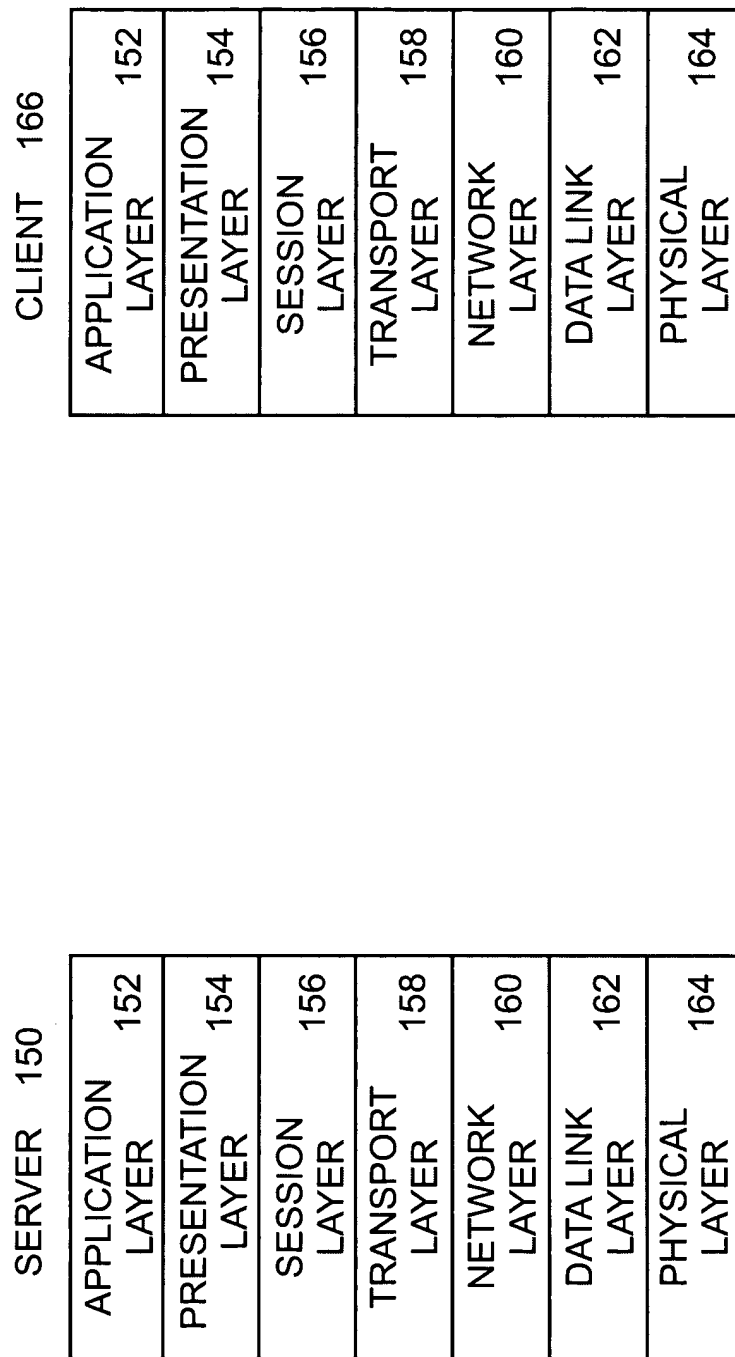 SERVER 150
APPLICATION
LAYER 152
PRESENTATION
LAYER 154
SESSION
LAYER 156
TRANSPORT
LAYER 158
NETWORK
LAYER 160
DATA LINK
LAYER 162
PHYSICAL
LAYER 164
CLIENT 166
APPLICATION
LAYER 152
PRESENTATION
LAYER 154
SESSION
LAYER 156
TRANSPORT
LAYER 158
NETWORK
LAYER 160
DATA LINK
LAYER 162
PHYSICAL
LAYER 164